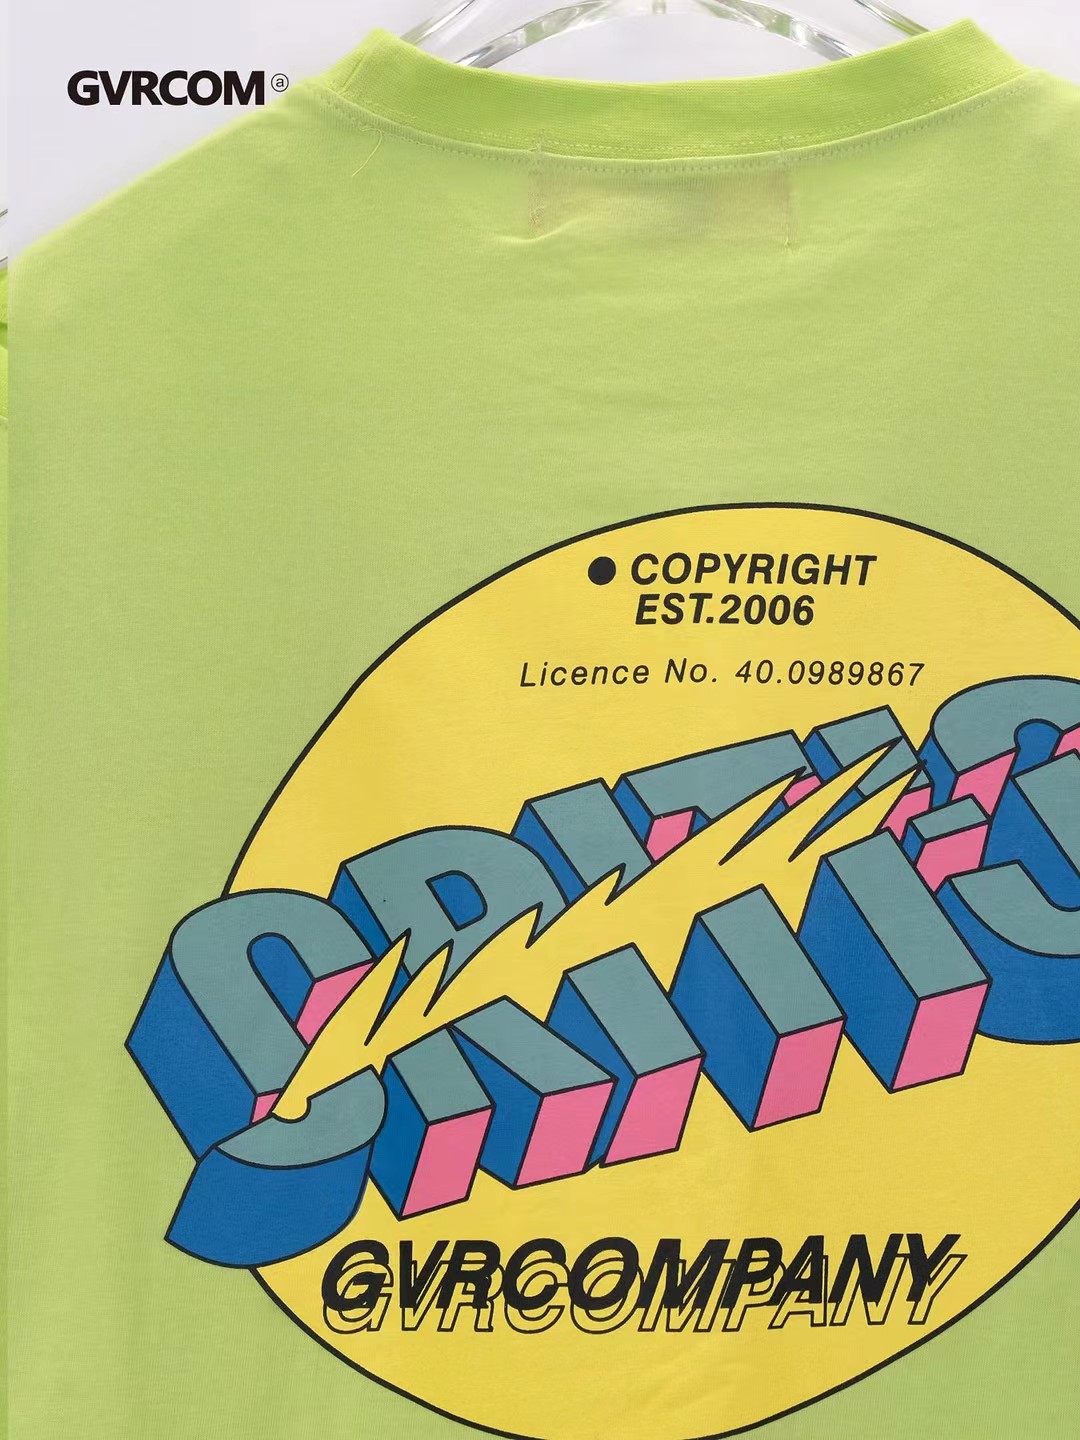 GVRCOM ⓐ
● COPYRIGHT
EST.2006
Licence No. 40.0989867
CRITIC
GVRCOMPANY